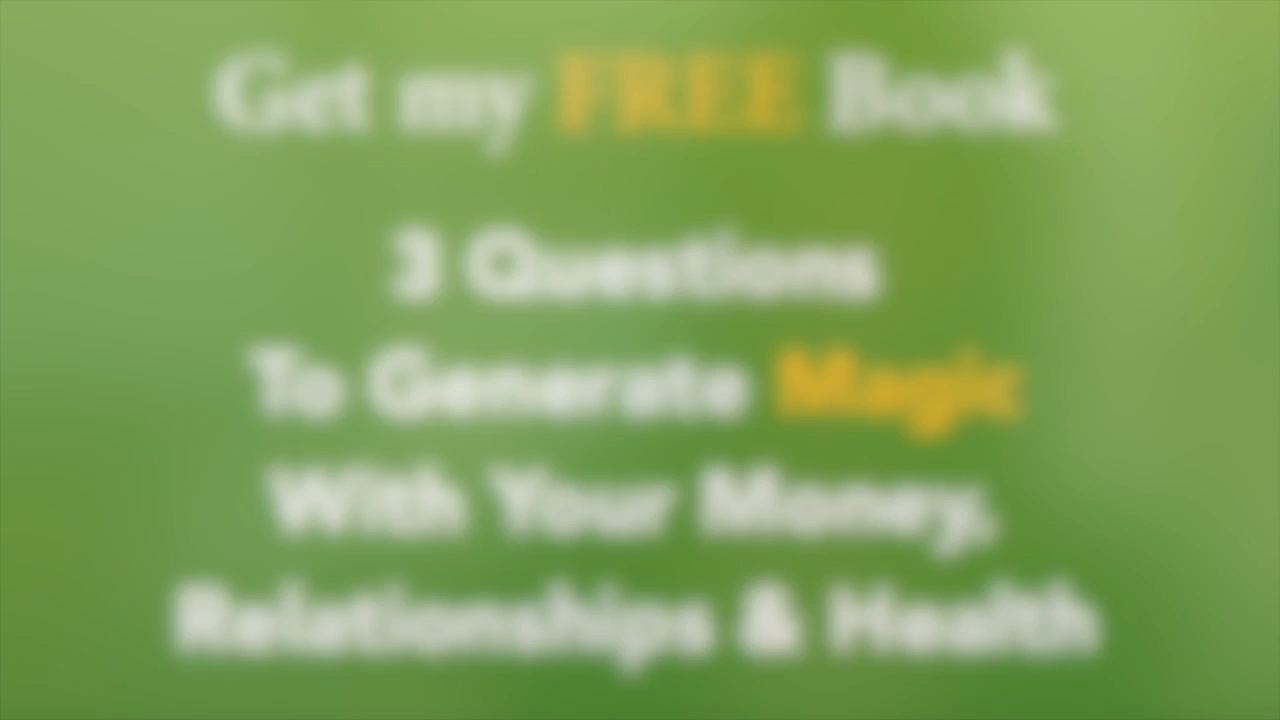 Get my FREE Book
3 Questions
To Generate Magic
With Your Money,
Relationships & Health